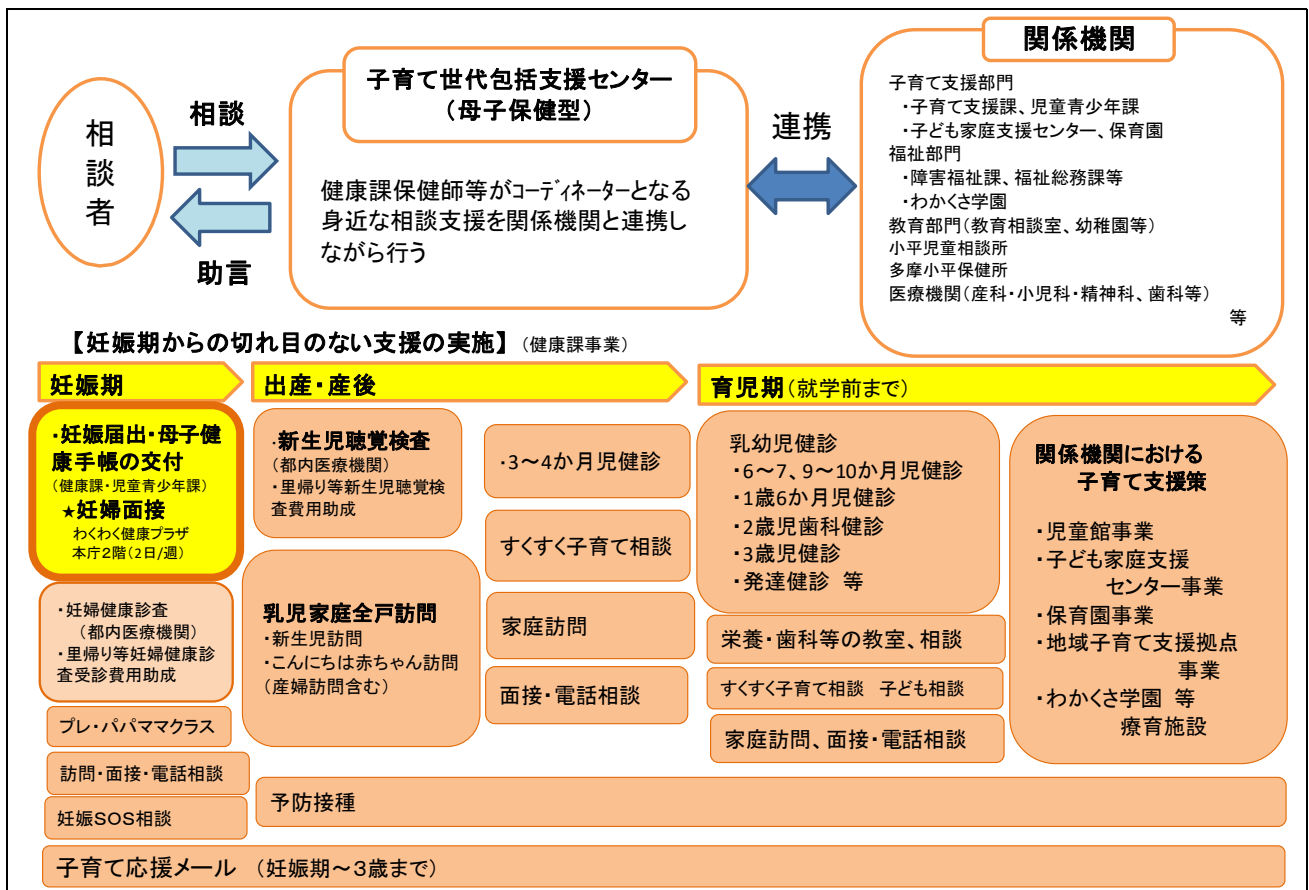 相談者
相談
助言
子育て世代包括支援センター
(母子保健型)
健康課保健師等がｺｰﾃﾞｨﾈｰﾀｰとなる
身近な相談支援を関係機関と連携し
ながら行う
連携
関係機関
子育て支援部門
・子育て支援課、児童青少年課
・子ども家庭支援センター、保育園
福祉部門
・障害福祉課、福祉総務課等
・わかくさ学園
教育部門(教育相談室、幼稚園等)
小平児童相談所
多摩小平保健所
医療機関(産科・小児科・精神科、歯科等)
等
【妊娠期からの切れ目のない支援の実施】 (健康課事業)
妊娠期
・妊娠届出・母子健
康手帳の交付
(健康課・児童青少年課)
★妊婦面接
わくわく健康プラザ
本庁2階(2日/週)
・妊婦健康診査
(都内医療機関)
・里帰り等妊婦健康診
査受診費用助成
プレ・パパママクラス
訪問・面接・電話相談
妊娠SOS相談
出産・産後
・新生児聴覚検査
(都内医療機関)
・里帰り等新生児聴覚検
査費用助成
乳児家庭全戸訪問
・新生児訪問
・こんにちは赤ちゃん訪問
(産婦訪問含む)
・3～4か月児健診
すくすく子育て相談
家庭訪問
面接・電話相談
育児期(就学前まで)
乳幼児健診
・6～7、9～10か月児健診
・1歳6か月児健診
・2歳児歯科健診
・3歳児健診
・発達健診 等
栄養・歯科等の教室、相談
すくすく子育て相談 子ども相談
家庭訪問、面接・電話相談
関係機関における
子育て支援策
・児童館事業
・子ども家庭支援
センター事業
・保育園事業
・地域子育て支援拠点
事業
・わかくさ学園 等
療育施設
予防接種
子育て応援メール (妊娠期～3歳まで)